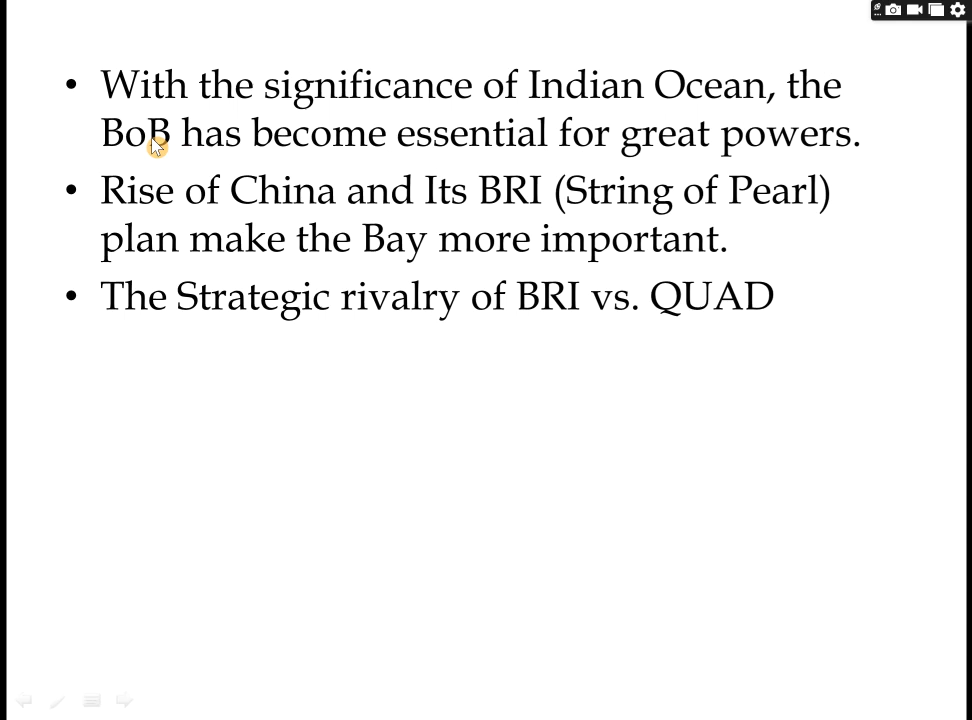 • With the significance of Indian Ocean, the
BoB has become essential for great powers.
• Rise of China and Its BRI (String of Pearl)
plan make the Bay more important.
• The Strategic rivalry of BRI vs. QUAD